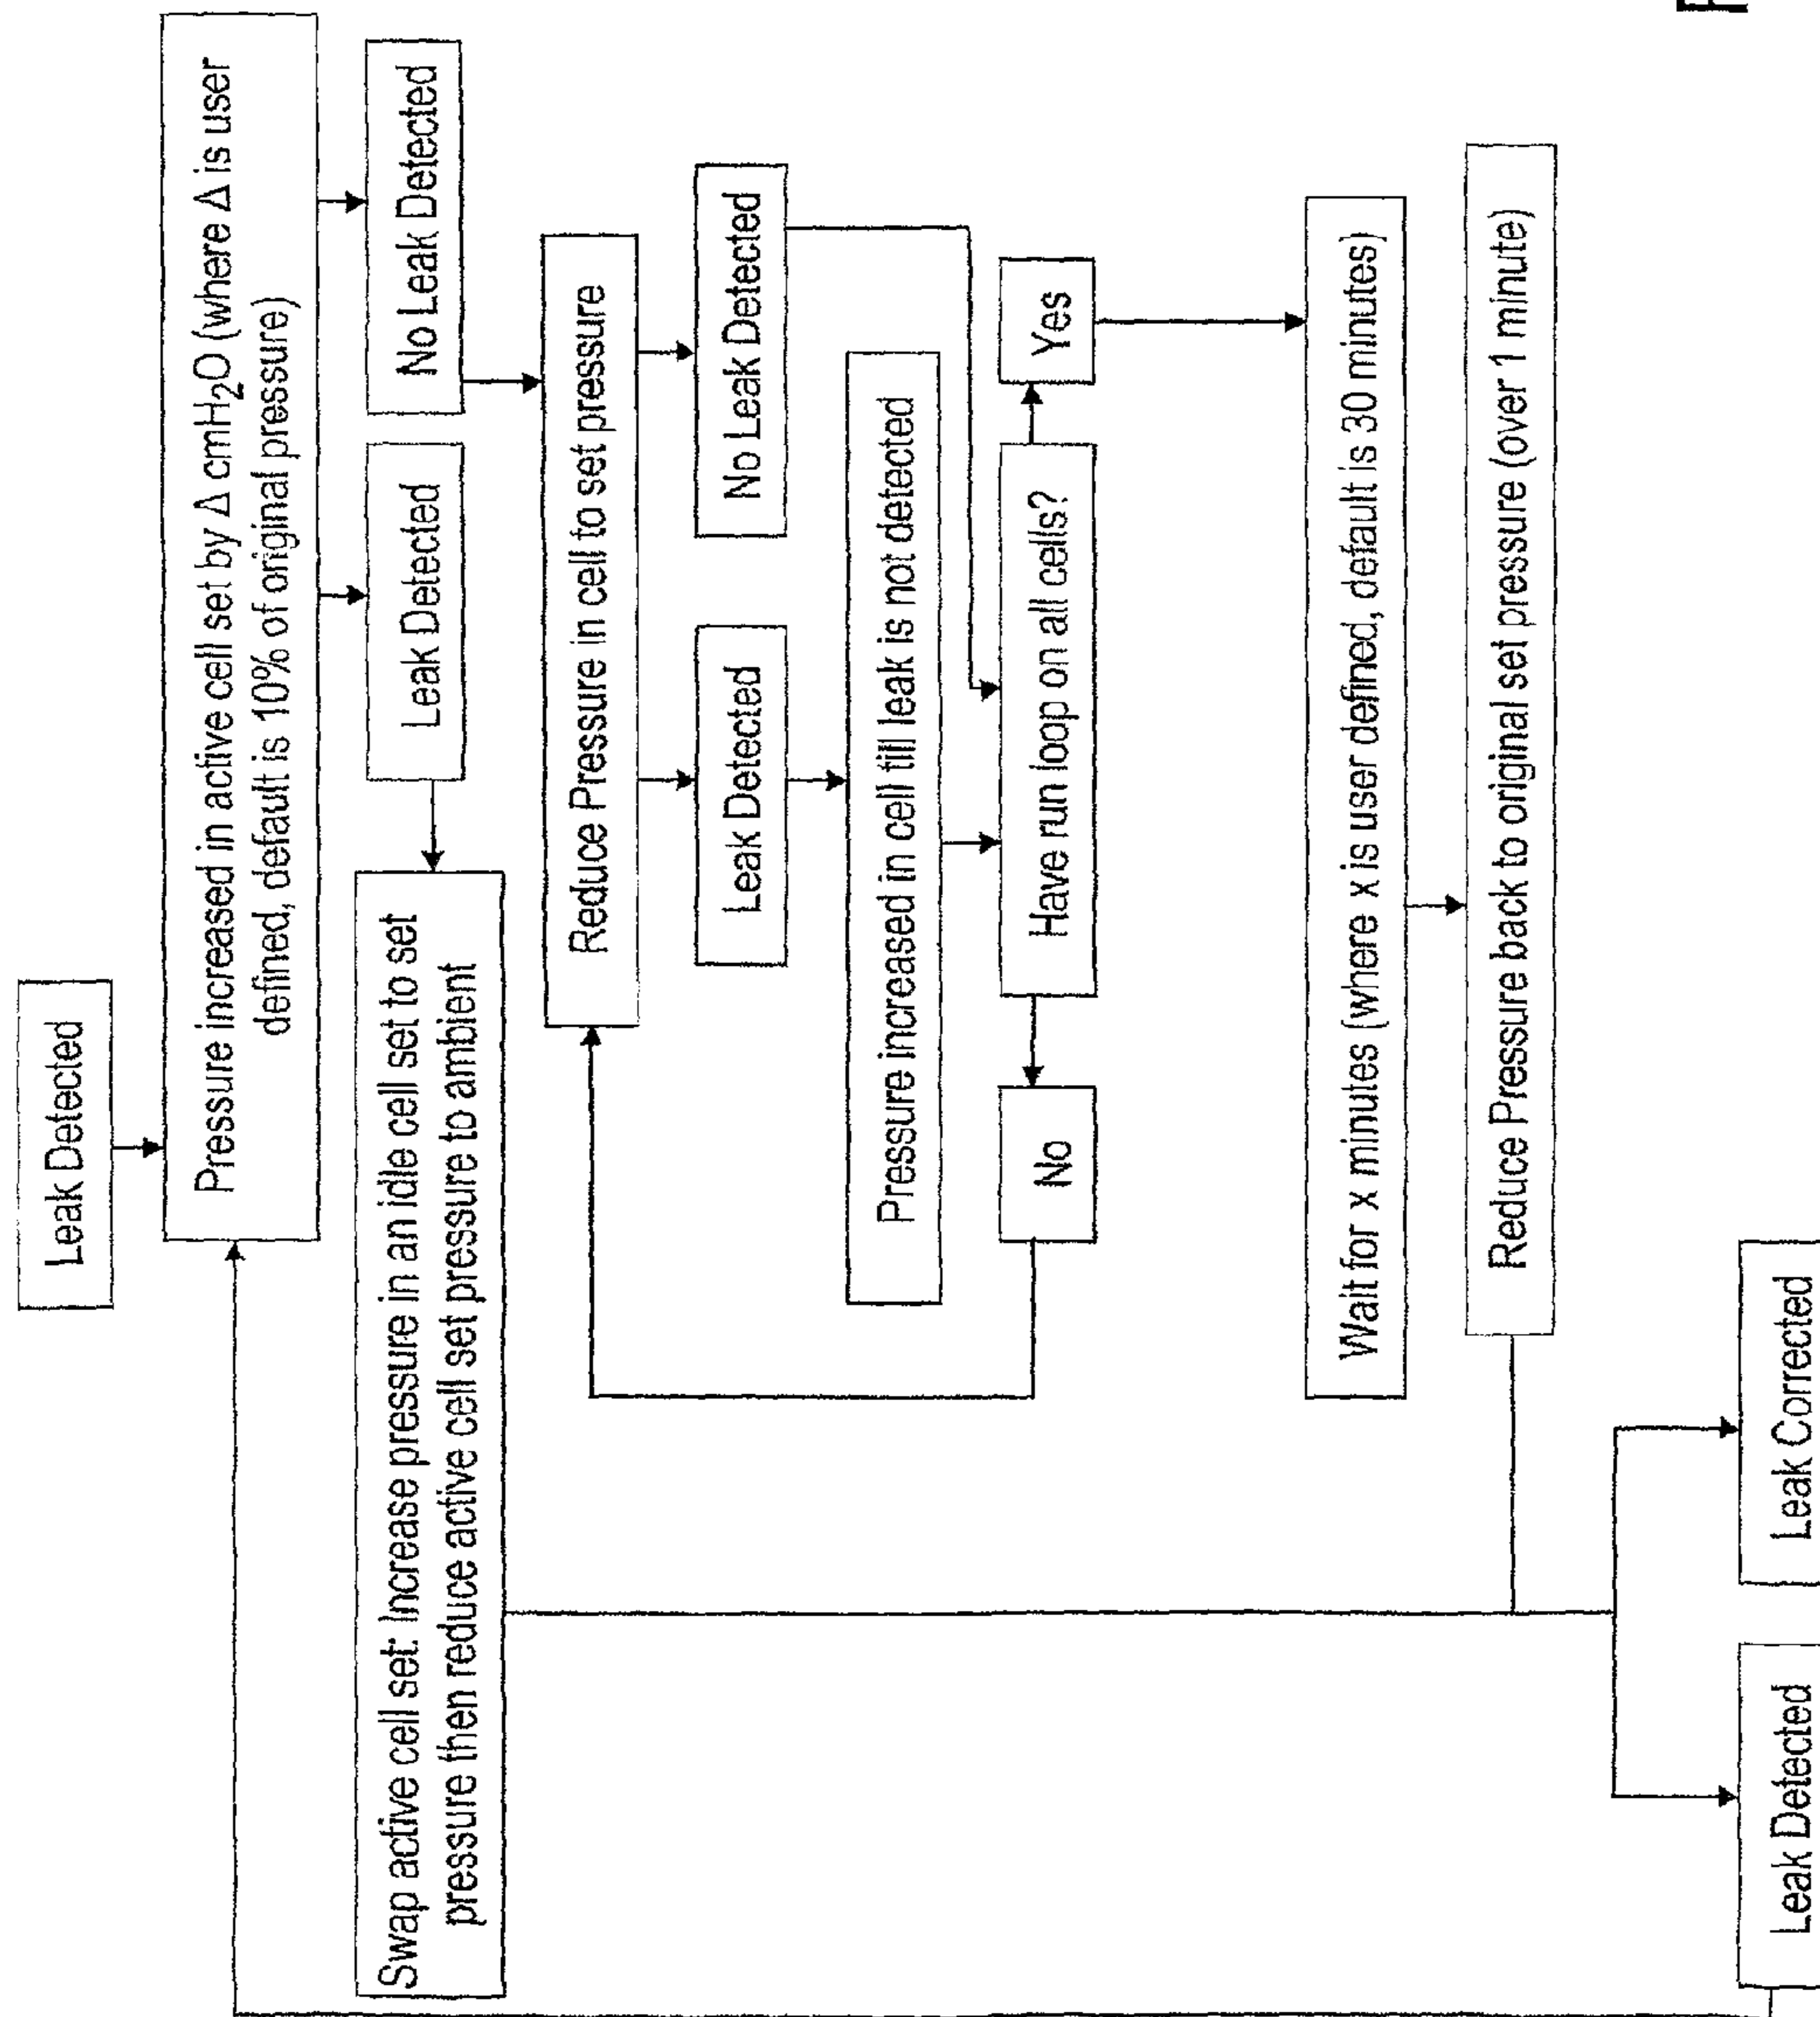 Leak Detected
Pressure increased in active cell set by Δ cmH₂O (where Δ is user
defined, default is 10% of original pressure)
Leak Detected
No Leak Detected
Swap active cell set: Increase pressure in an idle cell set to set
pressure then reduce active cell set pressure to ambient
Reduce Pressure in cell to set pressure
Leak Detected
No Leak Detected
Pressure increased in cell till leak is not detected
Have run loop on all cells?
No
Yes
Wait for x minutes (where x is user defined, default is 30 minutes)
Reduce Pressure back to original set pressure (over 1 minute)
Leak Detected
Leak Corrected